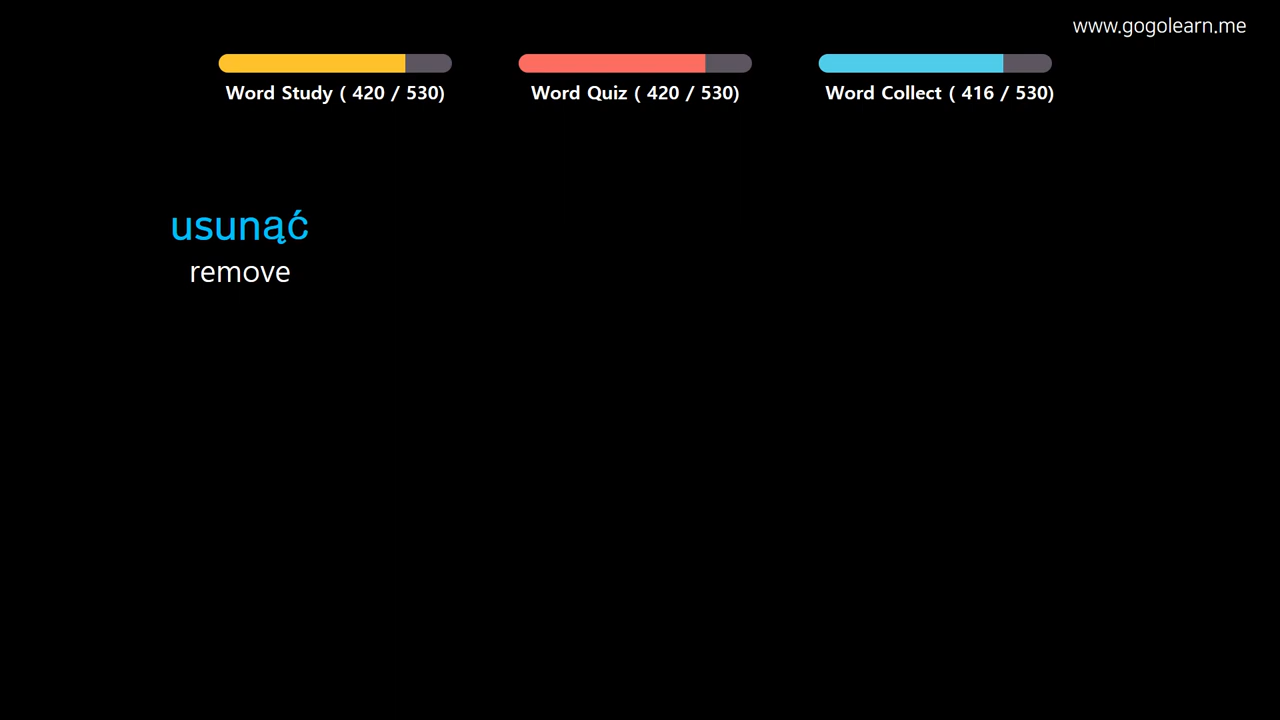 www.gogolearn.me
Word Study ( 420 / 530)
Word Quiz ( 420 / 530)
Word Collect ( 416 / 530)
usunąć
remove